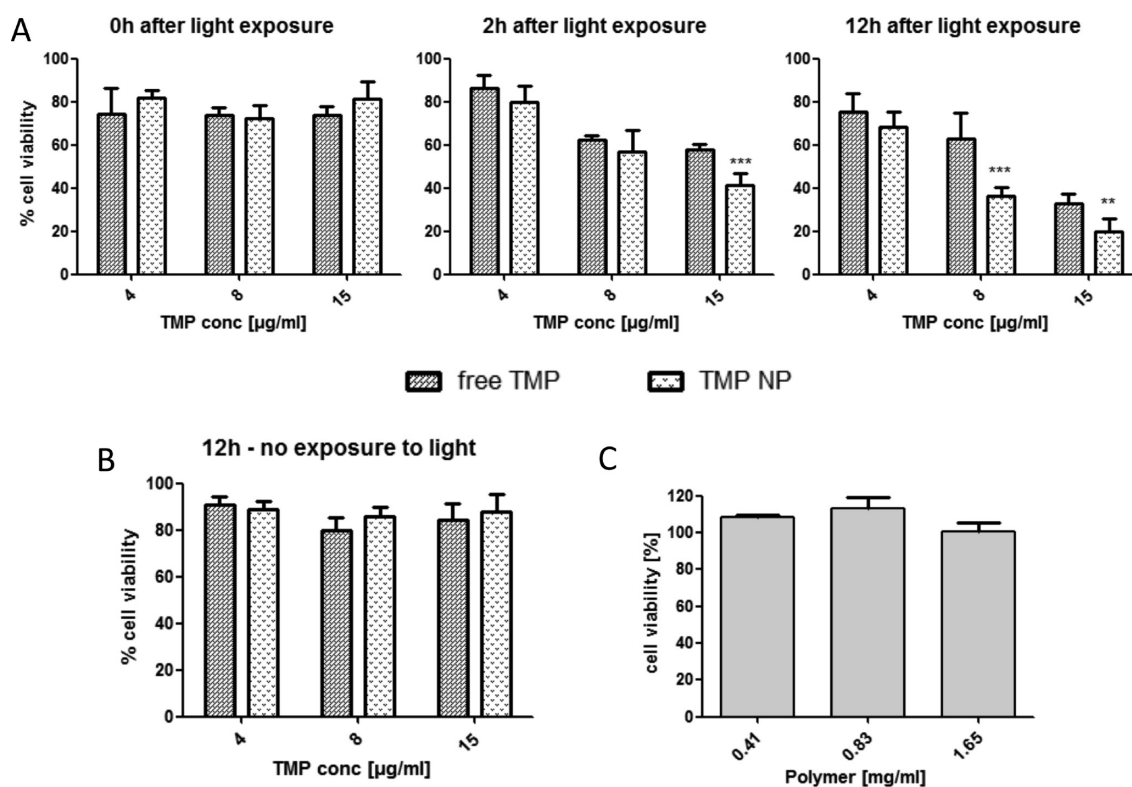 A
0h after light exposure
2h after light exposure
12h after light exposure
% cell viability
100
80
60
40
20
0
4
8
15
TMP conc [µg/ml]
100
80
60
40
20
0
***
4
8
15
TMP conc [µg/ml]
100
80
60
40
20
0
***
**
4
8
15
TMP conc [µg/ml]
free TMP
TMP NP
B
12h - no exposure to light
% cell viability
100
80
60
40
20
0
4
8
15
TMP conc [µg/ml]
C
cell viability [%]
120
100
80
60
40
20
0
0.41
0.83
1.65
Polymer [mg/ml]